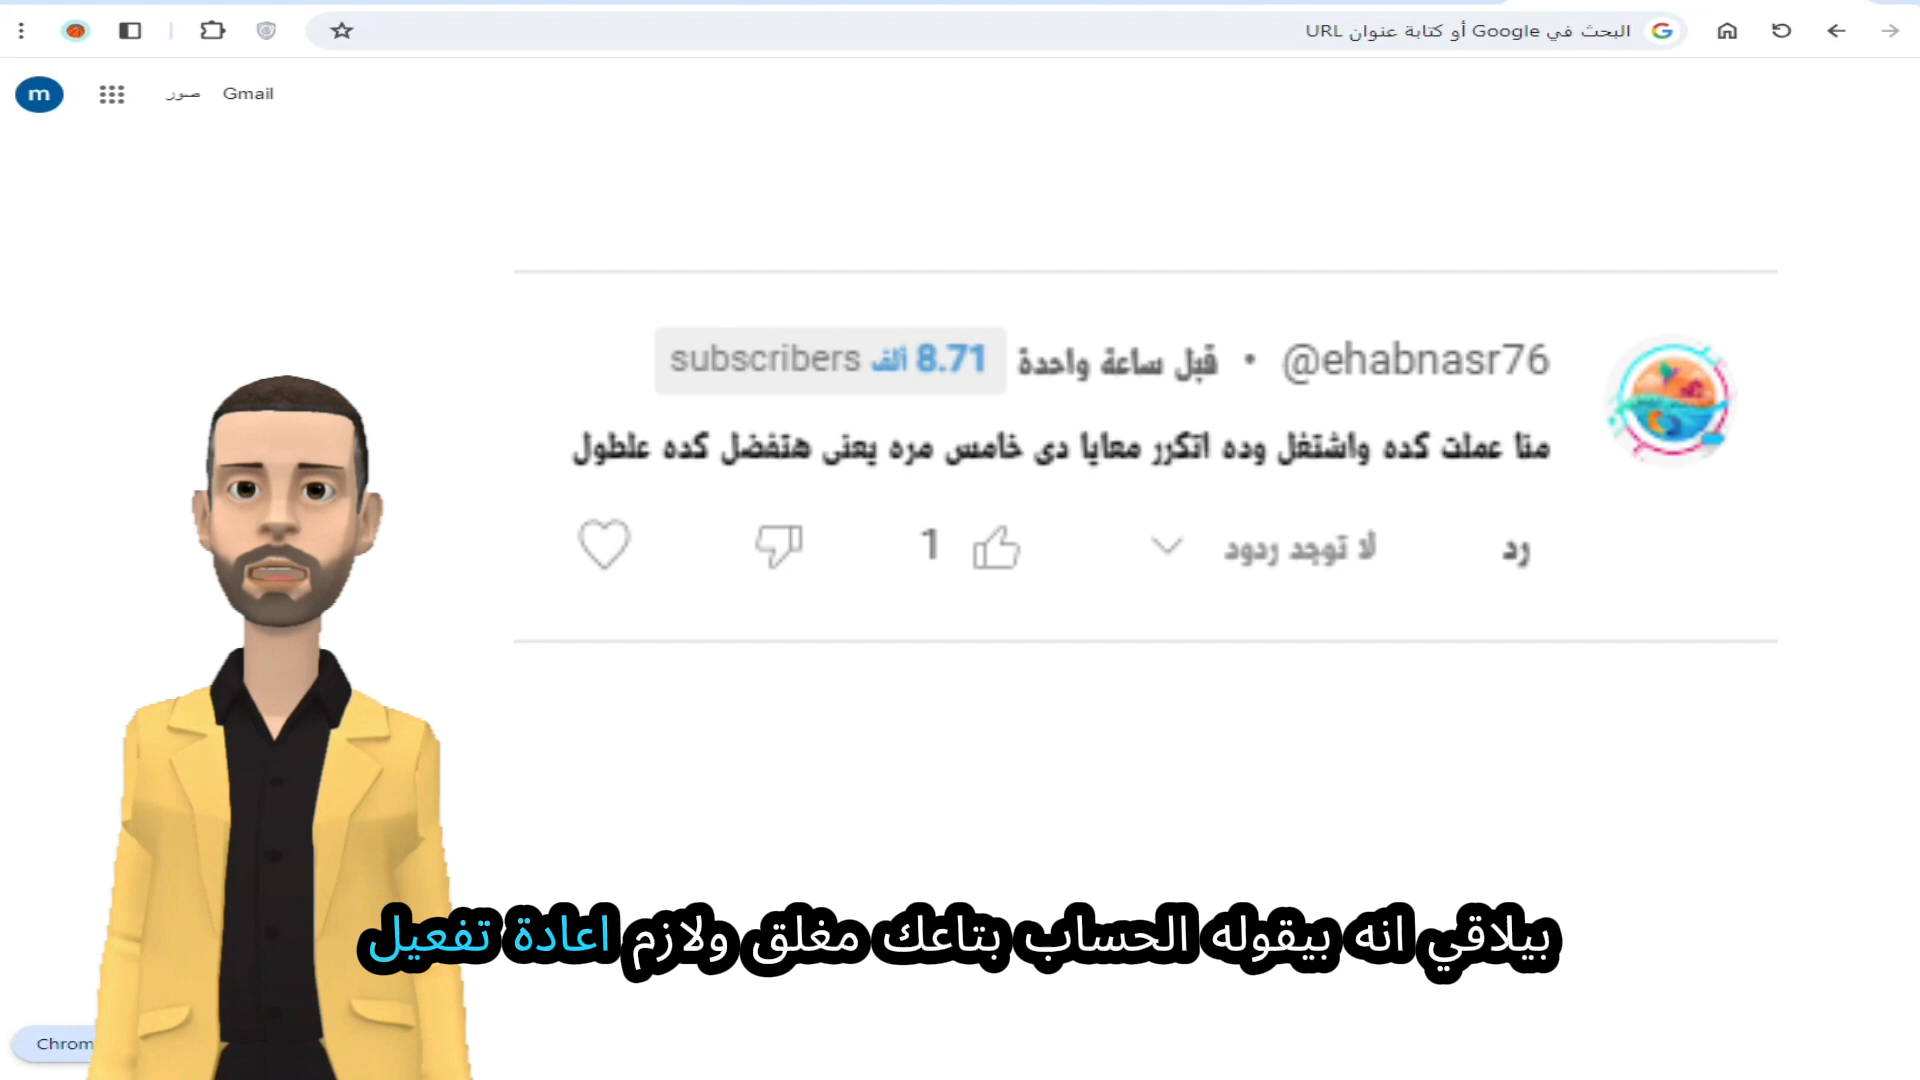 البحث في Google أو كتابة عنوان URL
Gmail صور
m
@ehabnasr76 • قبل ساعة واحدة 8.71 ألف subscribers
منا عملت كده واشتغل وده اتكرر معايا دى خامس مره يعنى هتفضل كده علطول
رد لا توجد ردود 1
بيلاقي انه بيقوله الحساب بتاعك مغلق ولازم اعادة تفعيل
Chrom